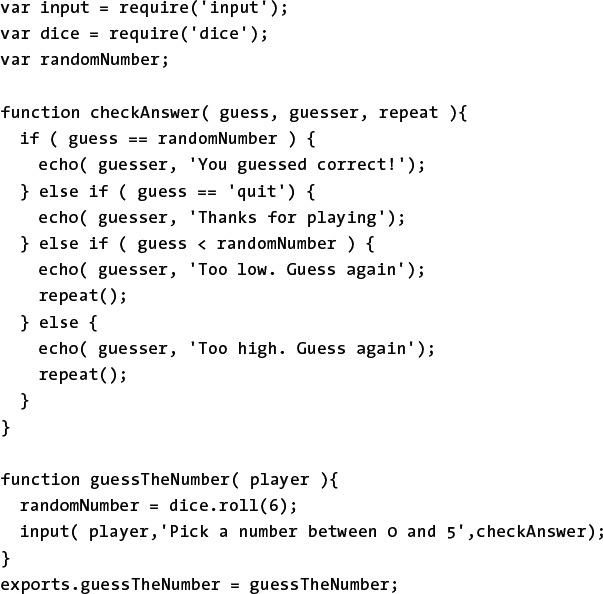 var input = require('input');
var dice = require('dice');
var randomNumber;

function checkAnswer( guess, guesser, repeat ){
  if ( guess == randomNumber ) {
    echo( guesser, 'You guessed correct!');
  } else if ( guess == 'quit') {
    echo( guesser, 'Thanks for playing');
  } else if ( guess < randomNumber ) {
    echo( guesser, 'Too low. Guess again');
    repeat();
  } else {
    echo( guesser, 'Too high. Guess again');
    repeat();
  }
}

function guessTheNumber( player ){
  randomNumber = dice.roll(6);
  input( player,'Pick a number between 0 and 5',checkAnswer);
}
exports.guessTheNumber = guessTheNumber;